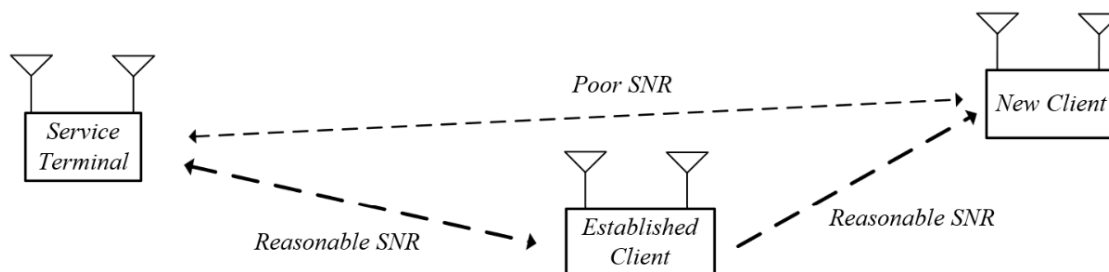 Poor SNR
New Client
Service
Terminal
Reasonable SNR
Established
Client
Reasonable SNR